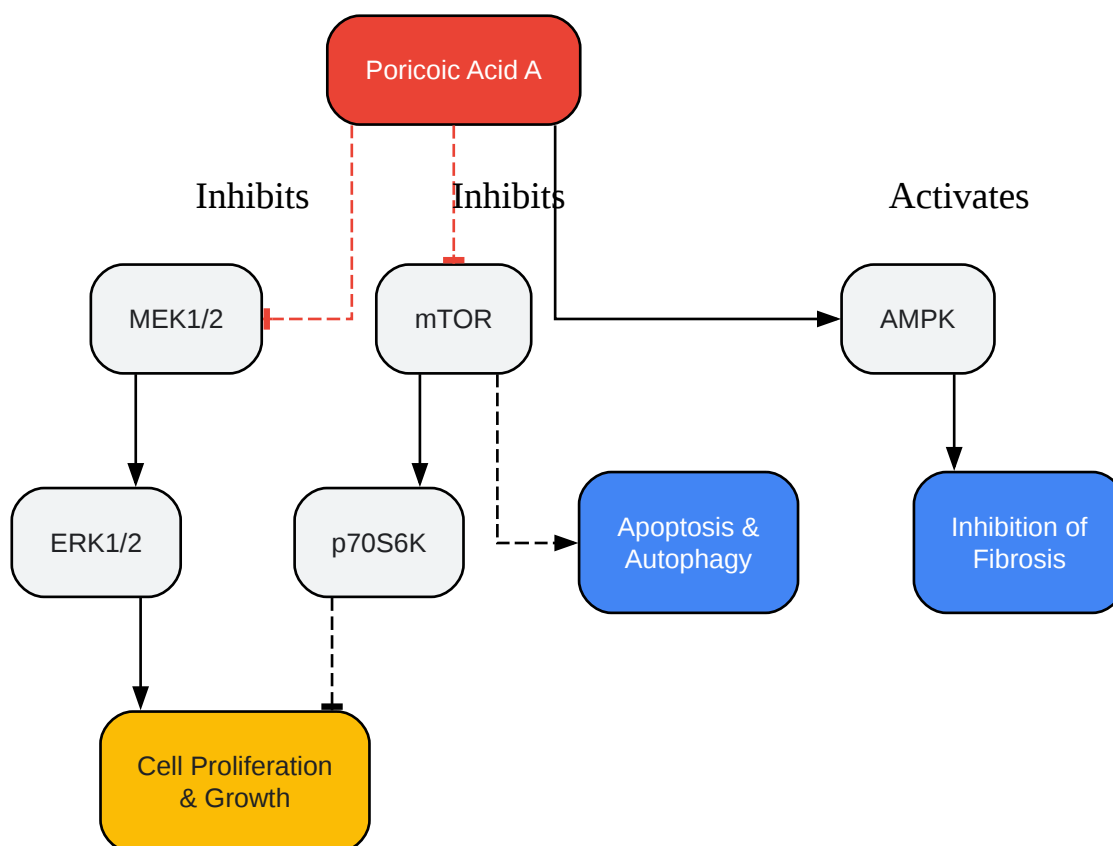 Poricoic Acid A
Inhibits
Inhibits
Activates
MEK1/2
mTOR
AMPK
ERK1/2
p70S6K
Apoptosis &
Autophagy
Inhibition of
Fibrosis
Cell Proliferation
& Growth